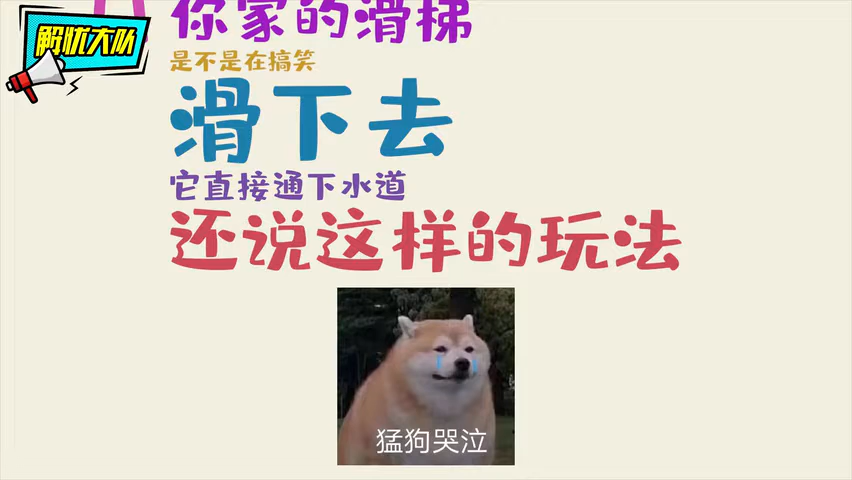 解忧大队
你家的滑梯
是不是在搞笑
滑下去
它直接通下水道
还说这样的玩法
猛狗哭泣